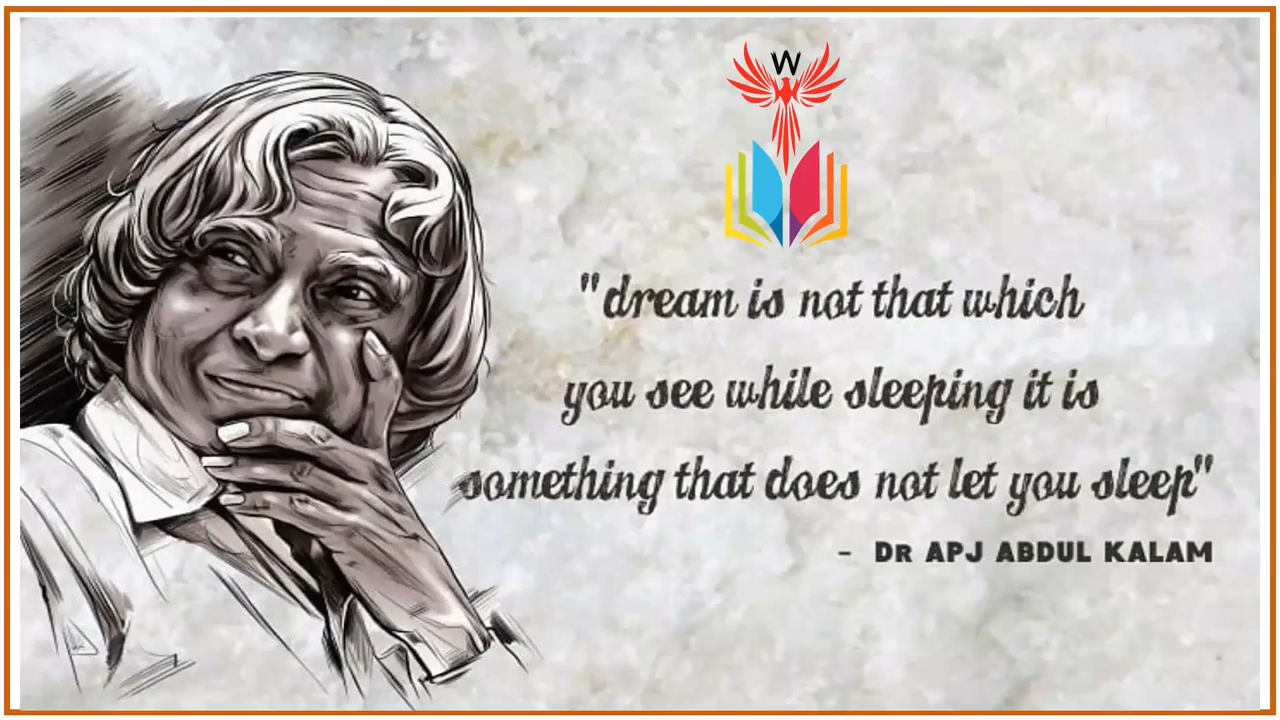 W
"dream is not that which
you see while sleeping it is
something that does not let you sleep"
- Dr APJ ABDUL KALAM